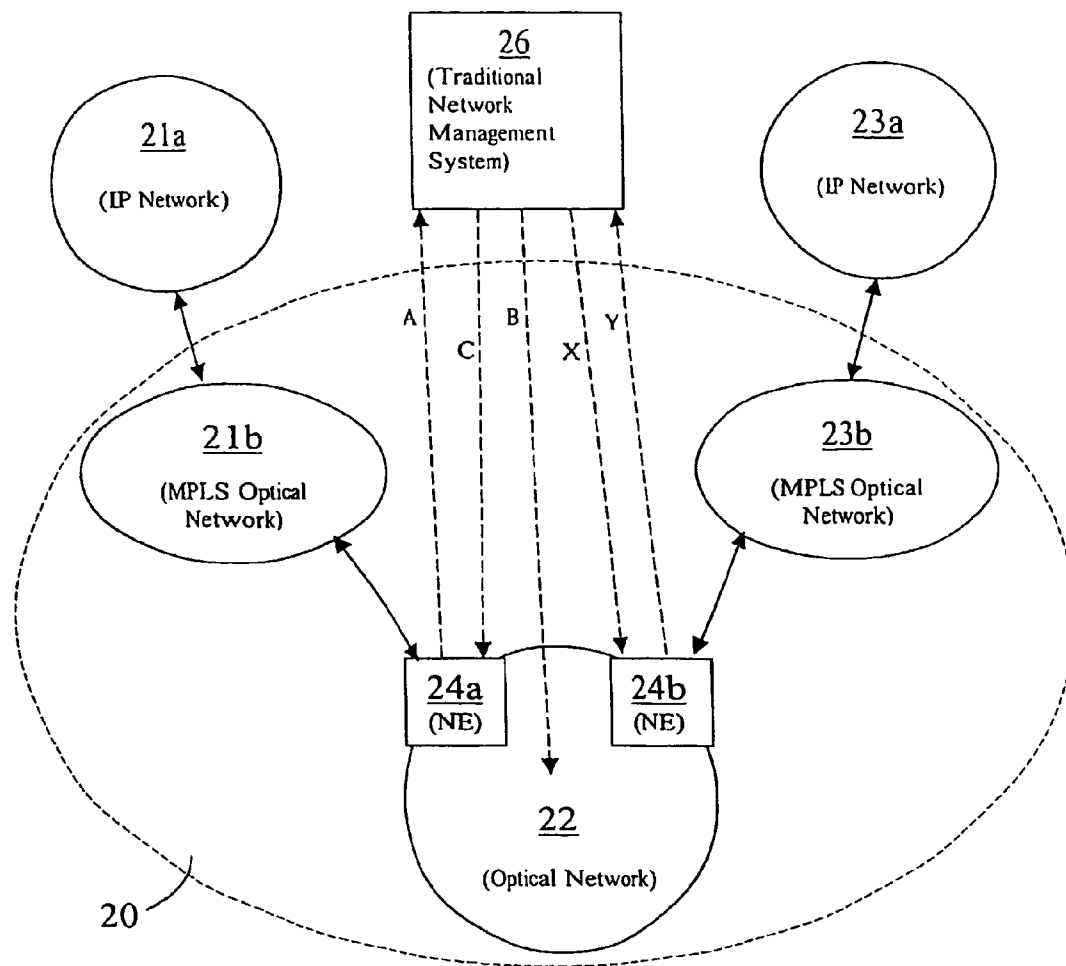 26
(Traditional
Network
Management
System)
21a
(IP Network)
23a
(IP Network)
A
C
B
X
Y
21b
(MPLS Optical
Network)
23b
(MPLS Optical
Network)
24a
(NE)
24b
(NE)
22
(Optical Network)
20